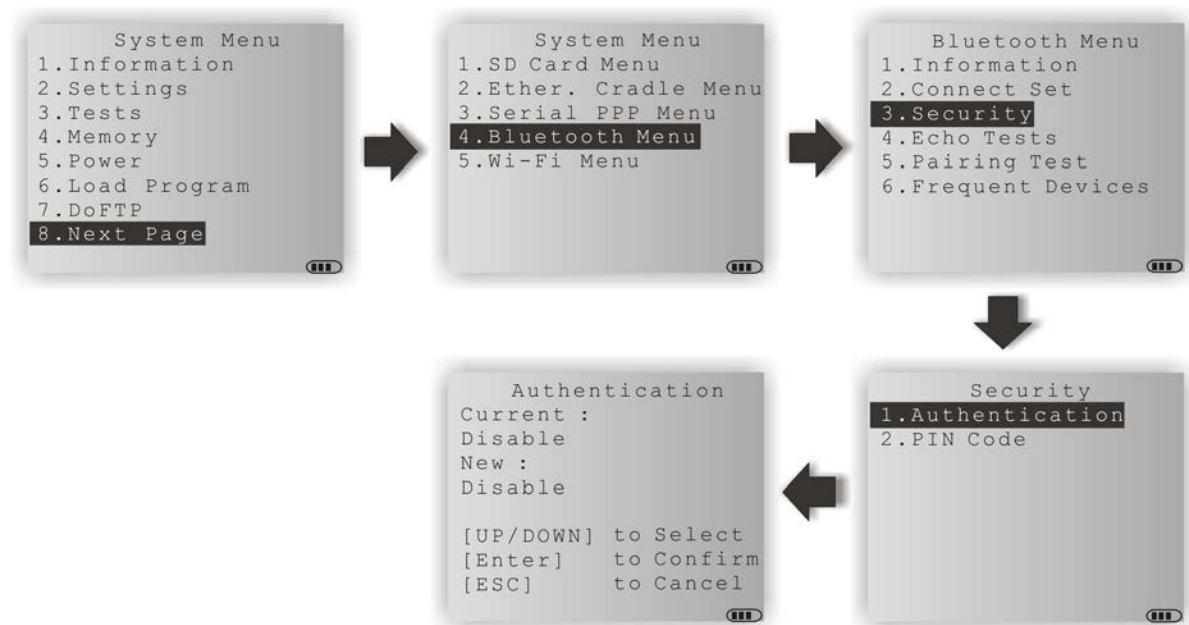 System Menu
1.Information
2.Settings
3.Tests
4.Memory
5.Power
6.Load Program
7.DoFTP
8.Next Page
System Menu
1.SD Card Menu
2.Ether. Cradle Menu
3.Serial PPP Menu
4.Bluetooth Menu
5.Wi-Fi Menu
Bluetooth Menu
1.Information
2.Connect Set
3.Security
4.Echo Tests
5.Pairing Test
6.Frequent Devices
Security
1.Authentication
2.PIN Code
Authentication
Current :
Disable
New :
Disable
[UP/DOWN] to Select
[Enter] to Confirm
[ESC] to Cancel